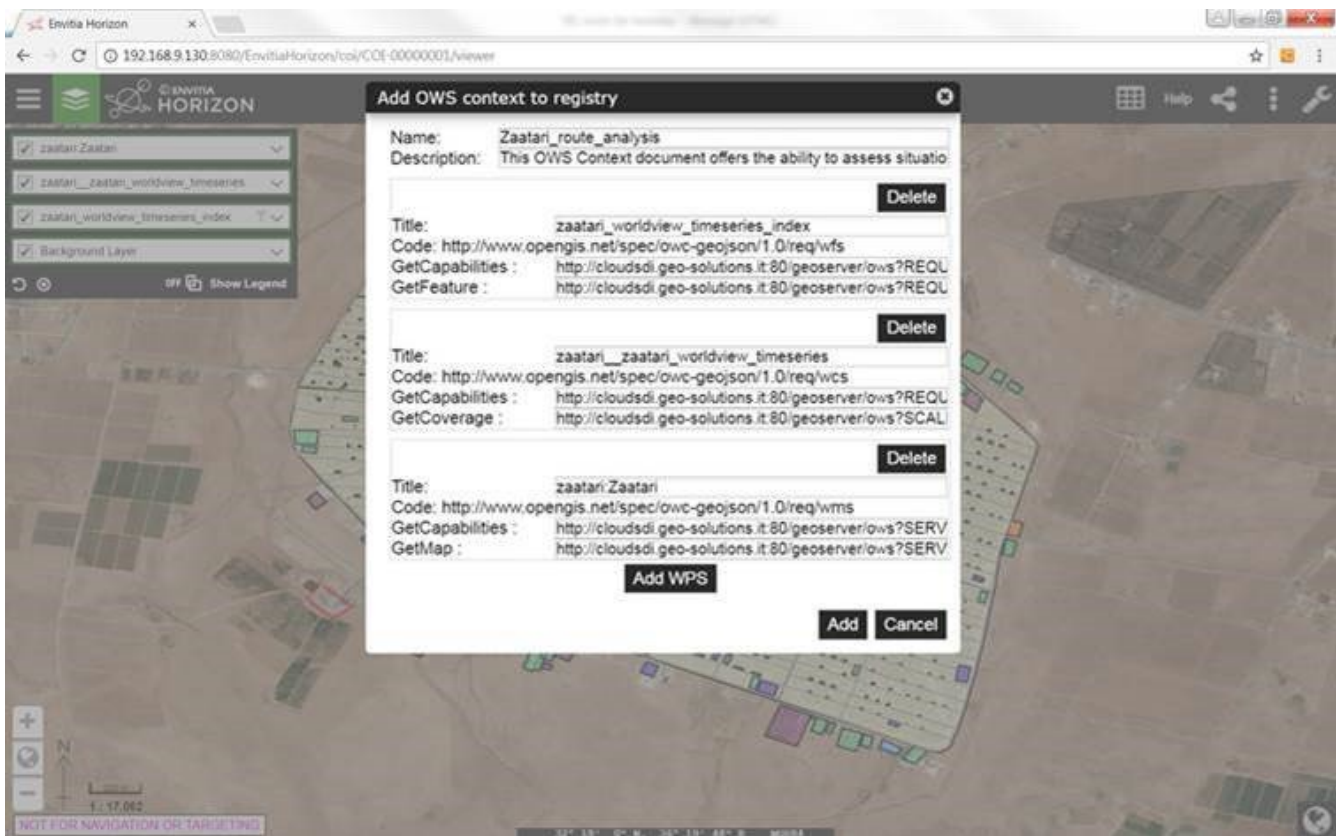 Envitia Horizon
192.168.9.130:8080/EnvitiaHorizon/coi/COI-00000001/viewer
© ENVITIA
HORIZON
Help
zaatari:Zaatari
zaatari__zaatari_worldview_timeseries
zaatari_worldview_timeseries_index
Background Layer
OFF Show Legend
Add OWS context to registry
Name: Zaatari_route_analysis
Description: This OWS Context document offers the ability to assess situatio
Delete
Title: zaatari_worldview_timeseries_index
Code: http://www.opengis.net/spec/owc-geojson/1.0/req/wfs
GetCapabilities : http://cloudsdi.geo-solutions.it:80/geoserver/ows?REQU
GetFeature : http://cloudsdi.geo-solutions.it:80/geoserver/ows?REQU
Delete
Title: zaatari__zaatari_worldview_timeseries
Code: http://www.opengis.net/spec/owc-geojson/1.0/req/wcs
GetCapabilities : http://cloudsdi.geo-solutions.it:80/geoserver/ows?REQU
GetCoverage : http://cloudsdi.geo-solutions.it:80/geoserver/ows?SCAL
Delete
Title: zaatari:Zaatari
Code: http://www.opengis.net/spec/owc-geojson/1.0/req/wms
GetCapabilities : http://cloudsdi.geo-solutions.it:80/geoserver/ows?SERV
GetMap : http://cloudsdi.geo-solutions.it:80/geoserver/ows?SERV
Add WPS
Add Cancel
N
1 : 17,062
NOT FOR NAVIGATION OR TARGETING